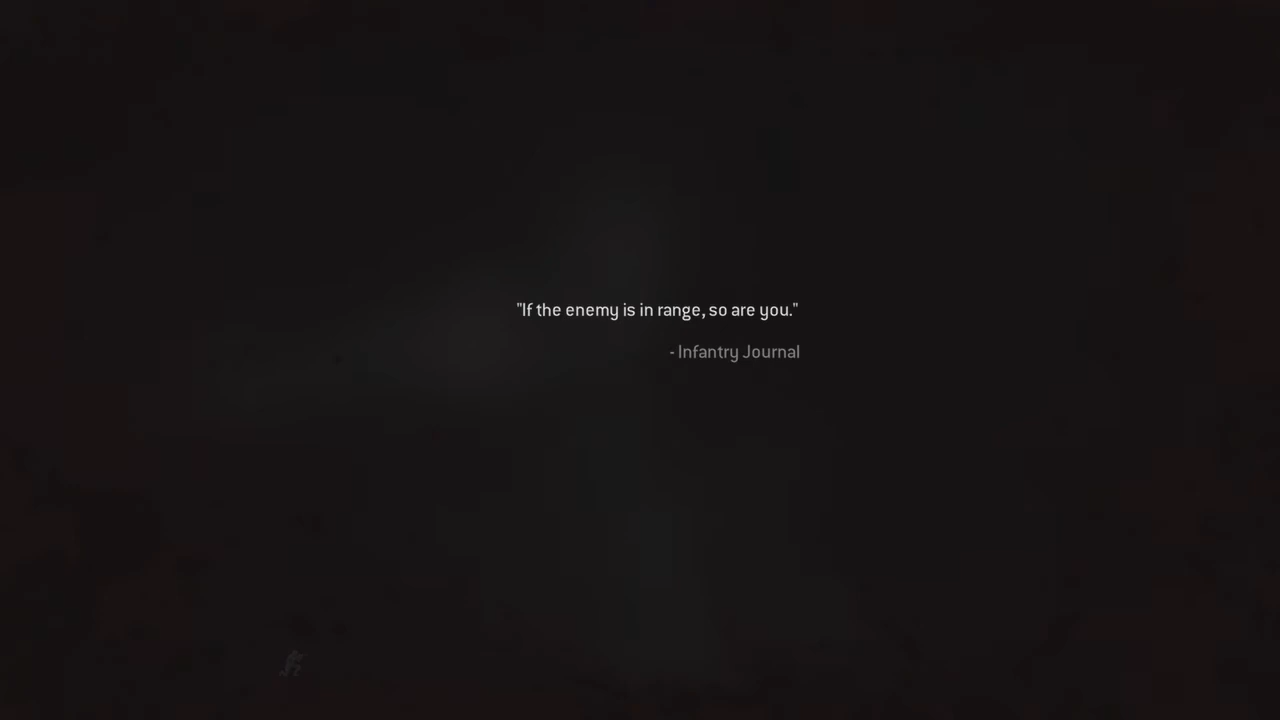 "If the enemy is in range, so are you."
- Infantry Journal